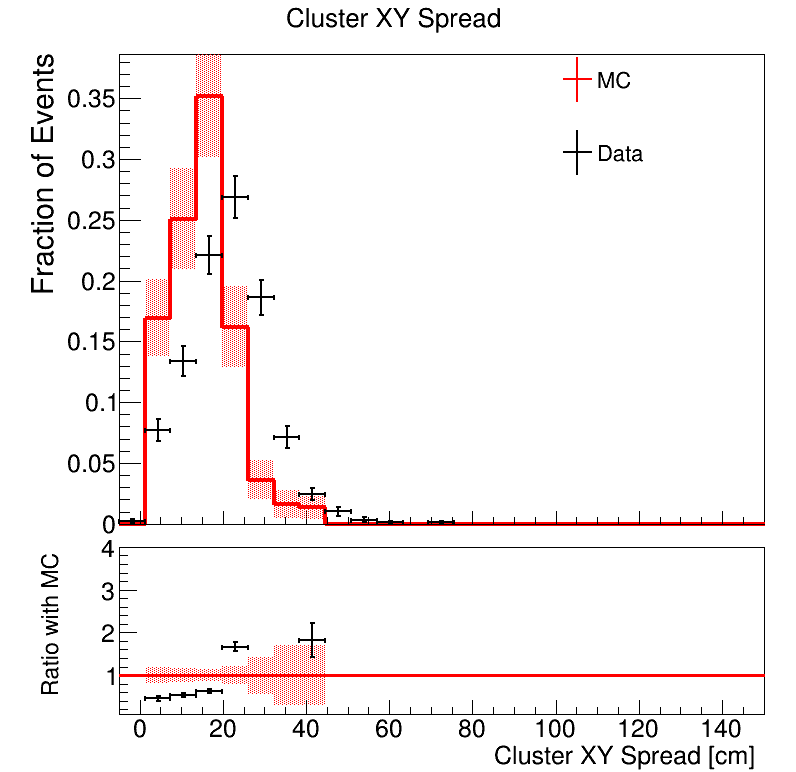 Cluster XY Spread
Fraction of Events
0.35
0.3
0.25
0.2
0.15
0.1
0.05
0
MC
Data
Ratio with MC
4
3
2
1
0 20 40 60 80 100 120 140
Cluster XY Spread [cm]